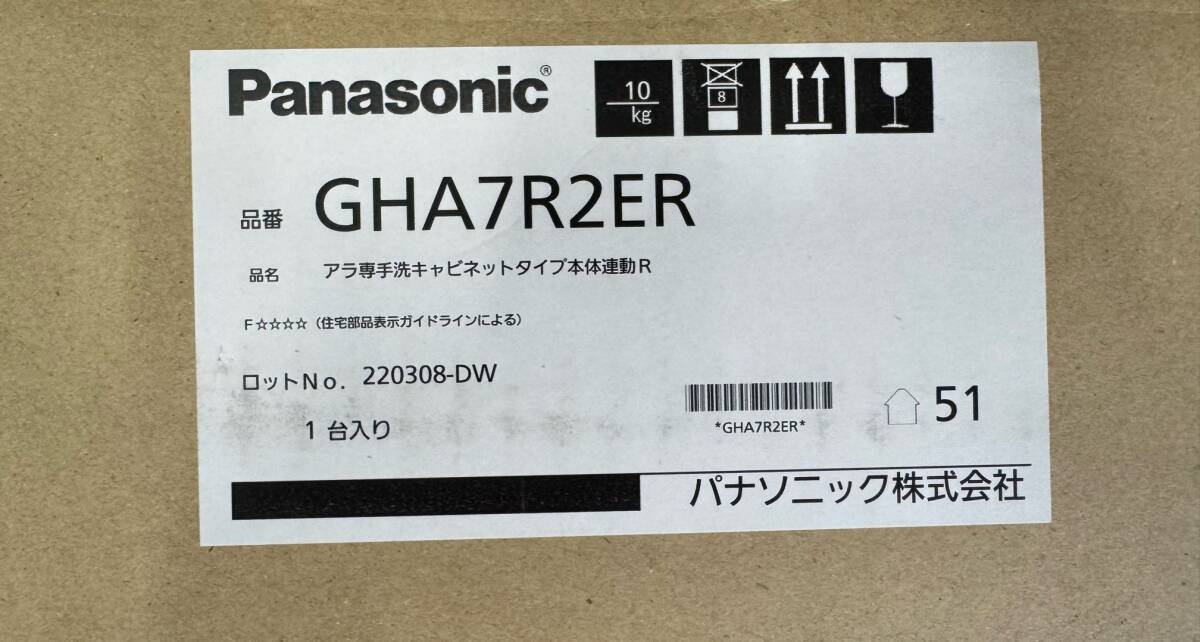 Panasonic®
10
kg
8
品番 GHA7R2ER
品名 アラ専手洗キャビネットタイプ本体連動R
F☆☆☆☆（住宅部品表示ガイドラインによる）
ロットNo. 220308-DW
1 台入り
*GHA7R2ER*
51
パナソニック株式会社